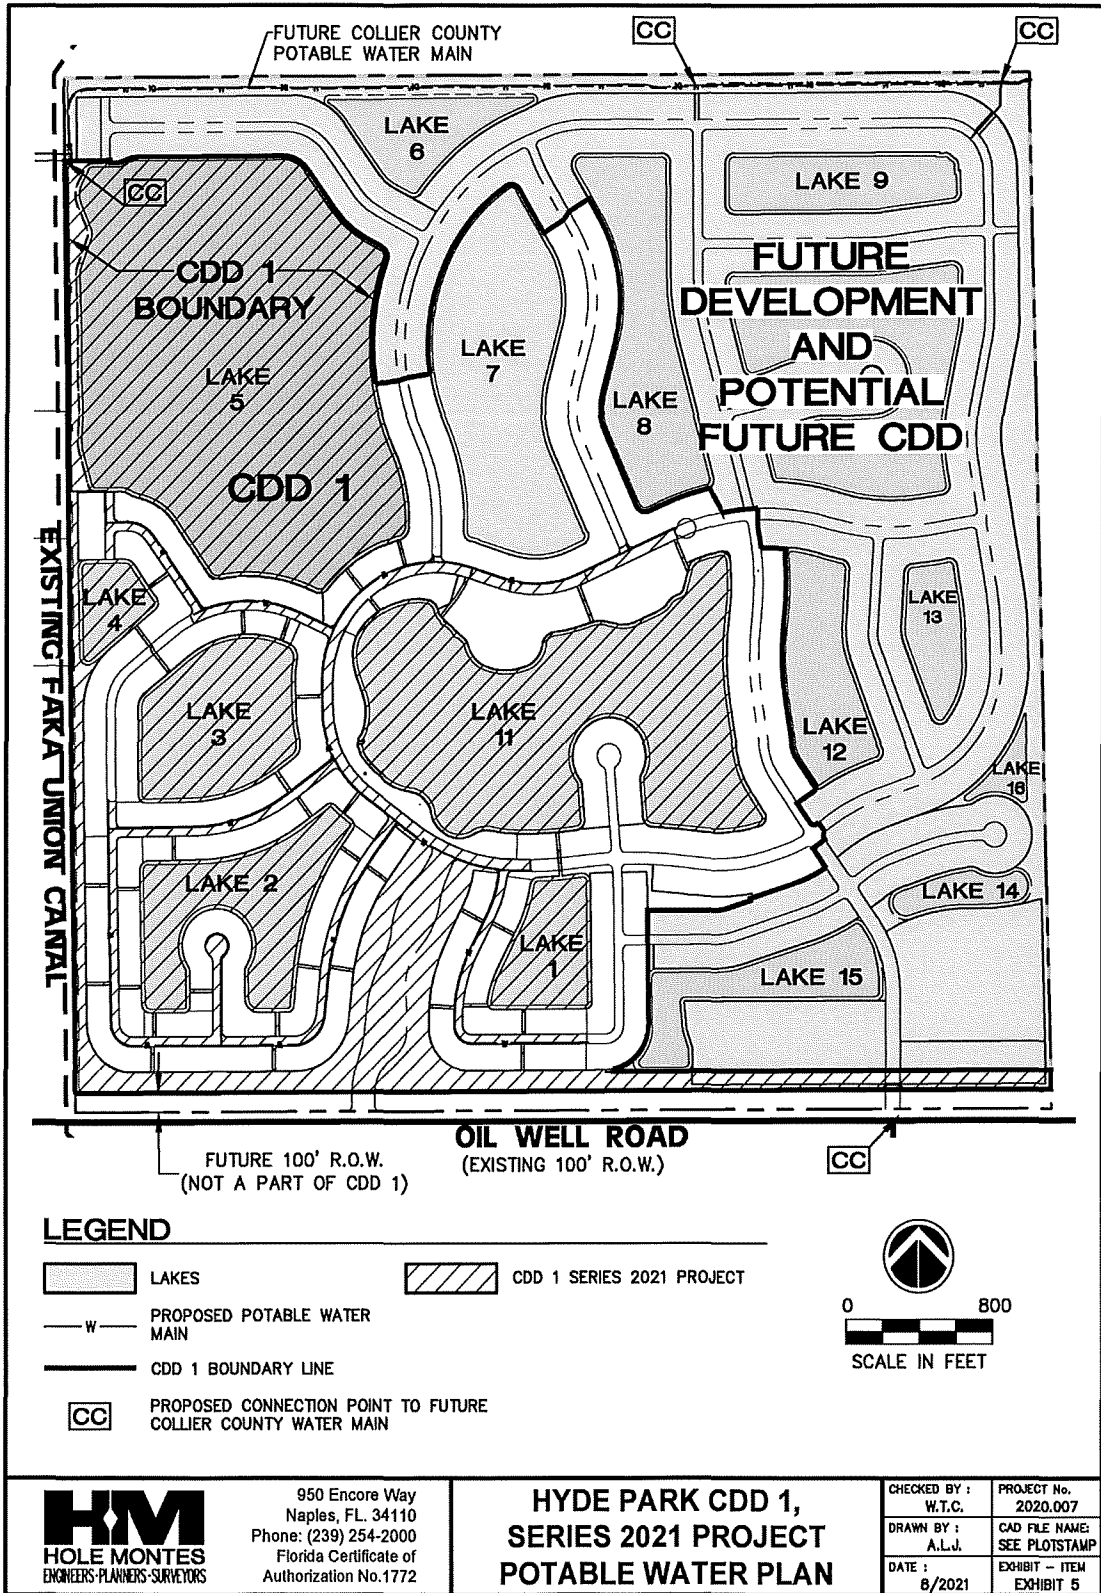 FUTURE COLLIER COUNTY
POTABLE WATER MAIN
CC
CC
LAKE
6
LAKE 9
CC
CDD 1
BOUNDARY
FUTURE
DEVELOPMENT
AND
POTENTIAL
FUTURE CDD
LAKE
7
LAKE
5
LAKE
8
CDD 1
EXISTING FAKA UNION CANAL
LAKE
4
LAKE
13
LAKE
3
LAKE
11
LAKE
12
LAKE
16
LAKE 2
LAKE 14
LAKE
1
LAKE 15
OIL WELL ROAD
(EXISTING 100' R.O.W.)
FUTURE 100' R.O.W.
(NOT A PART OF CDD 1)
CC
LEGEND
LAKES
CDD 1 SERIES 2021 PROJECT
W
PROPOSED POTABLE WATER
MAIN
CDD 1 BOUNDARY LINE
CC
PROPOSED CONNECTION POINT TO FUTURE
COLLIER COUNTY WATER MAIN
0 800
SCALE IN FEET
HM
HOLE MONTES
ENGINEERS·PLANNERS·SURVEYORS
950 Encore Way
Naples, FL. 34110
Phone: (239) 254-2000
Florida Certificate of
Authorization No.1772
HYDE PARK CDD 1,
SERIES 2021 PROJECT
POTABLE WATER PLAN
CHECKED BY :
W.T.C.
PROJECT No.
2020.007
DRAWN BY :
A.L.J.
CAD FILE NAME:
SEE PLOTSTAMP
DATE :
6/2021
EXHIBIT - ITEM
EXHIBIT 5